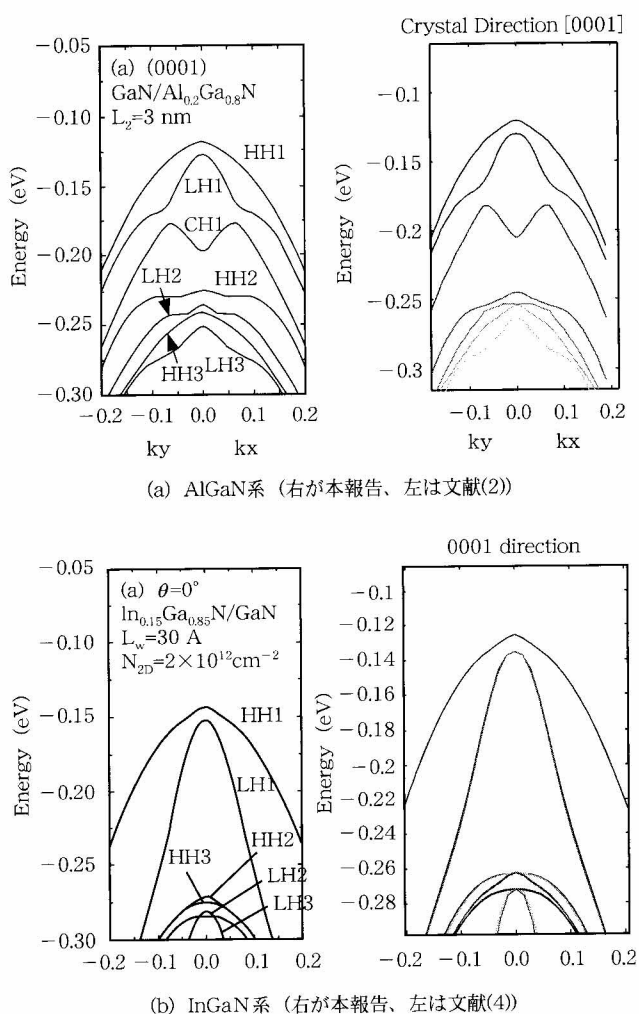 (a) (0001)
GaN/Al0.2Ga0.8N
L2=3 nm
HH1
LH1
CH1
LH2
HH2
HH3
LH3
Energy (eV)
−0.05
−0.10
−0.15
−0.20
−0.25
−0.30
−0.2 −0.1 0.0 0.1 0.2
ky kx
Crystal Direction [0001]
Energy (eV)
−0.1
−0.15
−0.2
−0.25
−0.3
−0.1 0.0 0.1 0.2
ky kx
(a) AlGaN系 (右が本報告、左は文献(2))
(a) θ=0°
In0.15Ga0.85N/GaN
Lw=30 A
N2D=2×10¹²cm⁻²
HH1
LH1
HH3
HH2
LH2
LH3
Energy (eV)
−0.05
−0.10
−0.15
−0.20
−0.25
−0.30
−0.2 −0.1 0.0 0.1 0.2
0001 direction
Energy (eV)
−0.1
−0.12
−0.14
−0.16
−0.18
−0.2
−0.22
−0.24
−0.26
−0.28
−0.2 −0.1 0.0 0.1 0.2
(b) InGaN系 (右が本報告、左は文献(4))